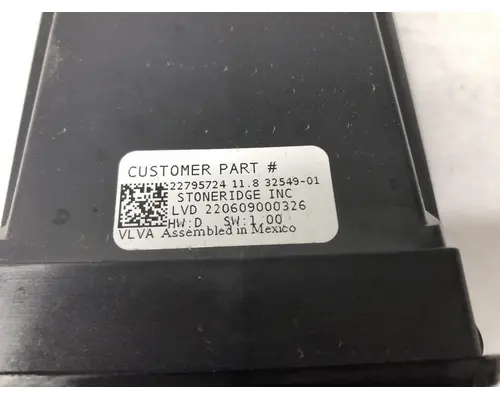 CUSTOMER PART #
22795724 11.8 32549-01
STONERIDGE INC
LVD 220609000326
HW:D SW:1.00
VLVA Assembled in Mexico